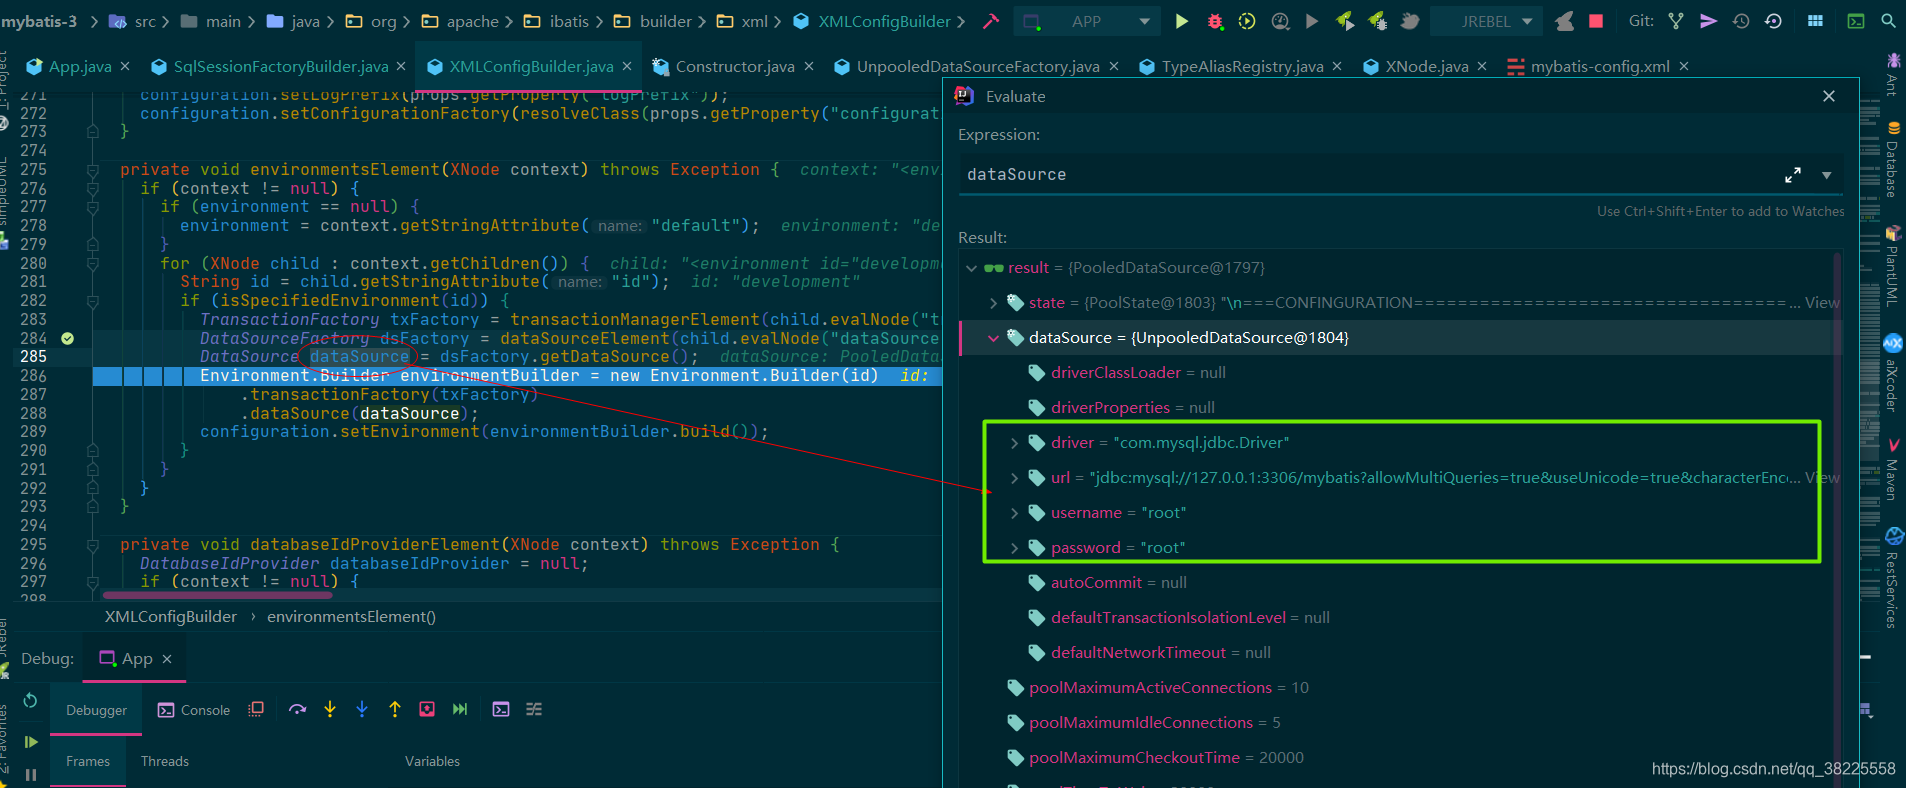 mybatis-3 src main java org apache ibatis builder xml XMLConfigBuilder APP JREBEL Git:
App.java SqlSessionFactoryBuilder.java XMLConfigBuilder.java Constructor.java UnpooledDataSourceFactory.java TypeAliasRegistry.java XNode.java mybatis-config.xml
271 configuration.setLogPrefix(props.getProperty("logPrefix"));
272 configuration.setConfigurationFactory(resolveClass(props.getProperty("configurati
273 }
274
275 private void environmentsElement(XNode context) throws Exception { context: "<env
276 if (context != null) {
277 if (environment == null) {
278 environment = context.getStringAttribute( name: "default"); environment: "de
279 }
280 for (XNode child : context.getChildren()) { child: "<environment id="developm
281 String id = child.getStringAttribute( name: "id"); id: "development"
282 if (isSpecifiedEnvironment(id)) {
283 TransactionFactory txFactory = transactionManagerElement(child.evalNode("t
284 DataSourceFactory dsFactory = dataSourceElement(child.evalNode("dataSource
285 DataSource dataSource = dsFactory.getDataSource(); dataSource: PooledData
286 Environment.Builder environmentBuilder = new Environment.Builder(id) id:
287 .transactionFactory(txFactory)
288 .dataSource(dataSource);
289 configuration.setEnvironment(environmentBuilder.build());
290 }
291 }
292 }
293 }
294
295 private void databaseIdProviderElement(XNode context) throws Exception {
296 DatabaseIdProvider databaseIdProvider = null;
297 if (context != null) {
298
XMLConfigBuilder › environmentsElement()
Debug: App
Debugger Console
Frames Threads Variables
Evaluate
Expression:
dataSource
Use Ctrl+Shift+Enter to add to Watches
Result:
result = {PooledDataSource@1797}
state = {PoolState@1803} "\n===CONFINGURATION==================================== ... View
dataSource = {UnpooledDataSource@1804}
driverClassLoader = null
driverProperties = null
driver = "com.mysql.jdbc.Driver"
url = "jdbc:mysql://127.0.0.1:3306/mybatis?allowMultiQueries=true&useUnicode=true&characterEnco... View
username = "root"
password = "root"
autoCommit = null
defaultTransactionIsolationLevel = null
defaultNetworkTimeout = null
poolMaximumActiveConnections = 10
poolMaximumIdleConnections = 5
poolMaximumCheckoutTime = 20000
1: Project
simpleUML
JRebel
2: Favorites
Ant
Database
PlantUML
aiXcoder
Maven
RestServices
https://blog.csdn.net/qq_38225558